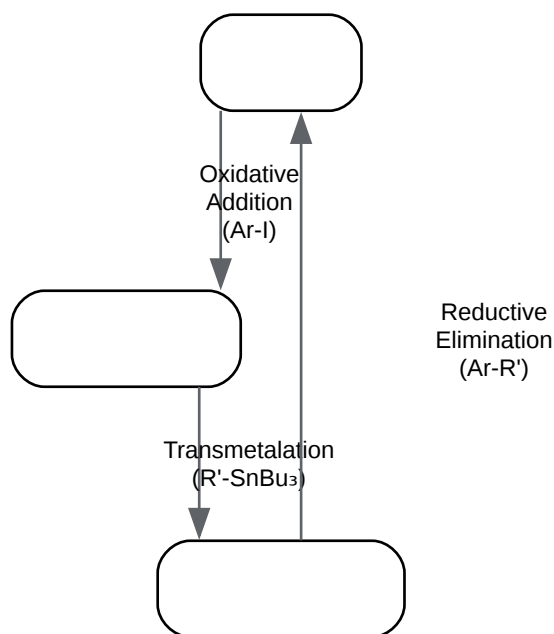 Oxidative
Addition
(Ar-I)
Reductive
Elimination
(Ar-R')
Transmetalation
(R'-SnBu₃)